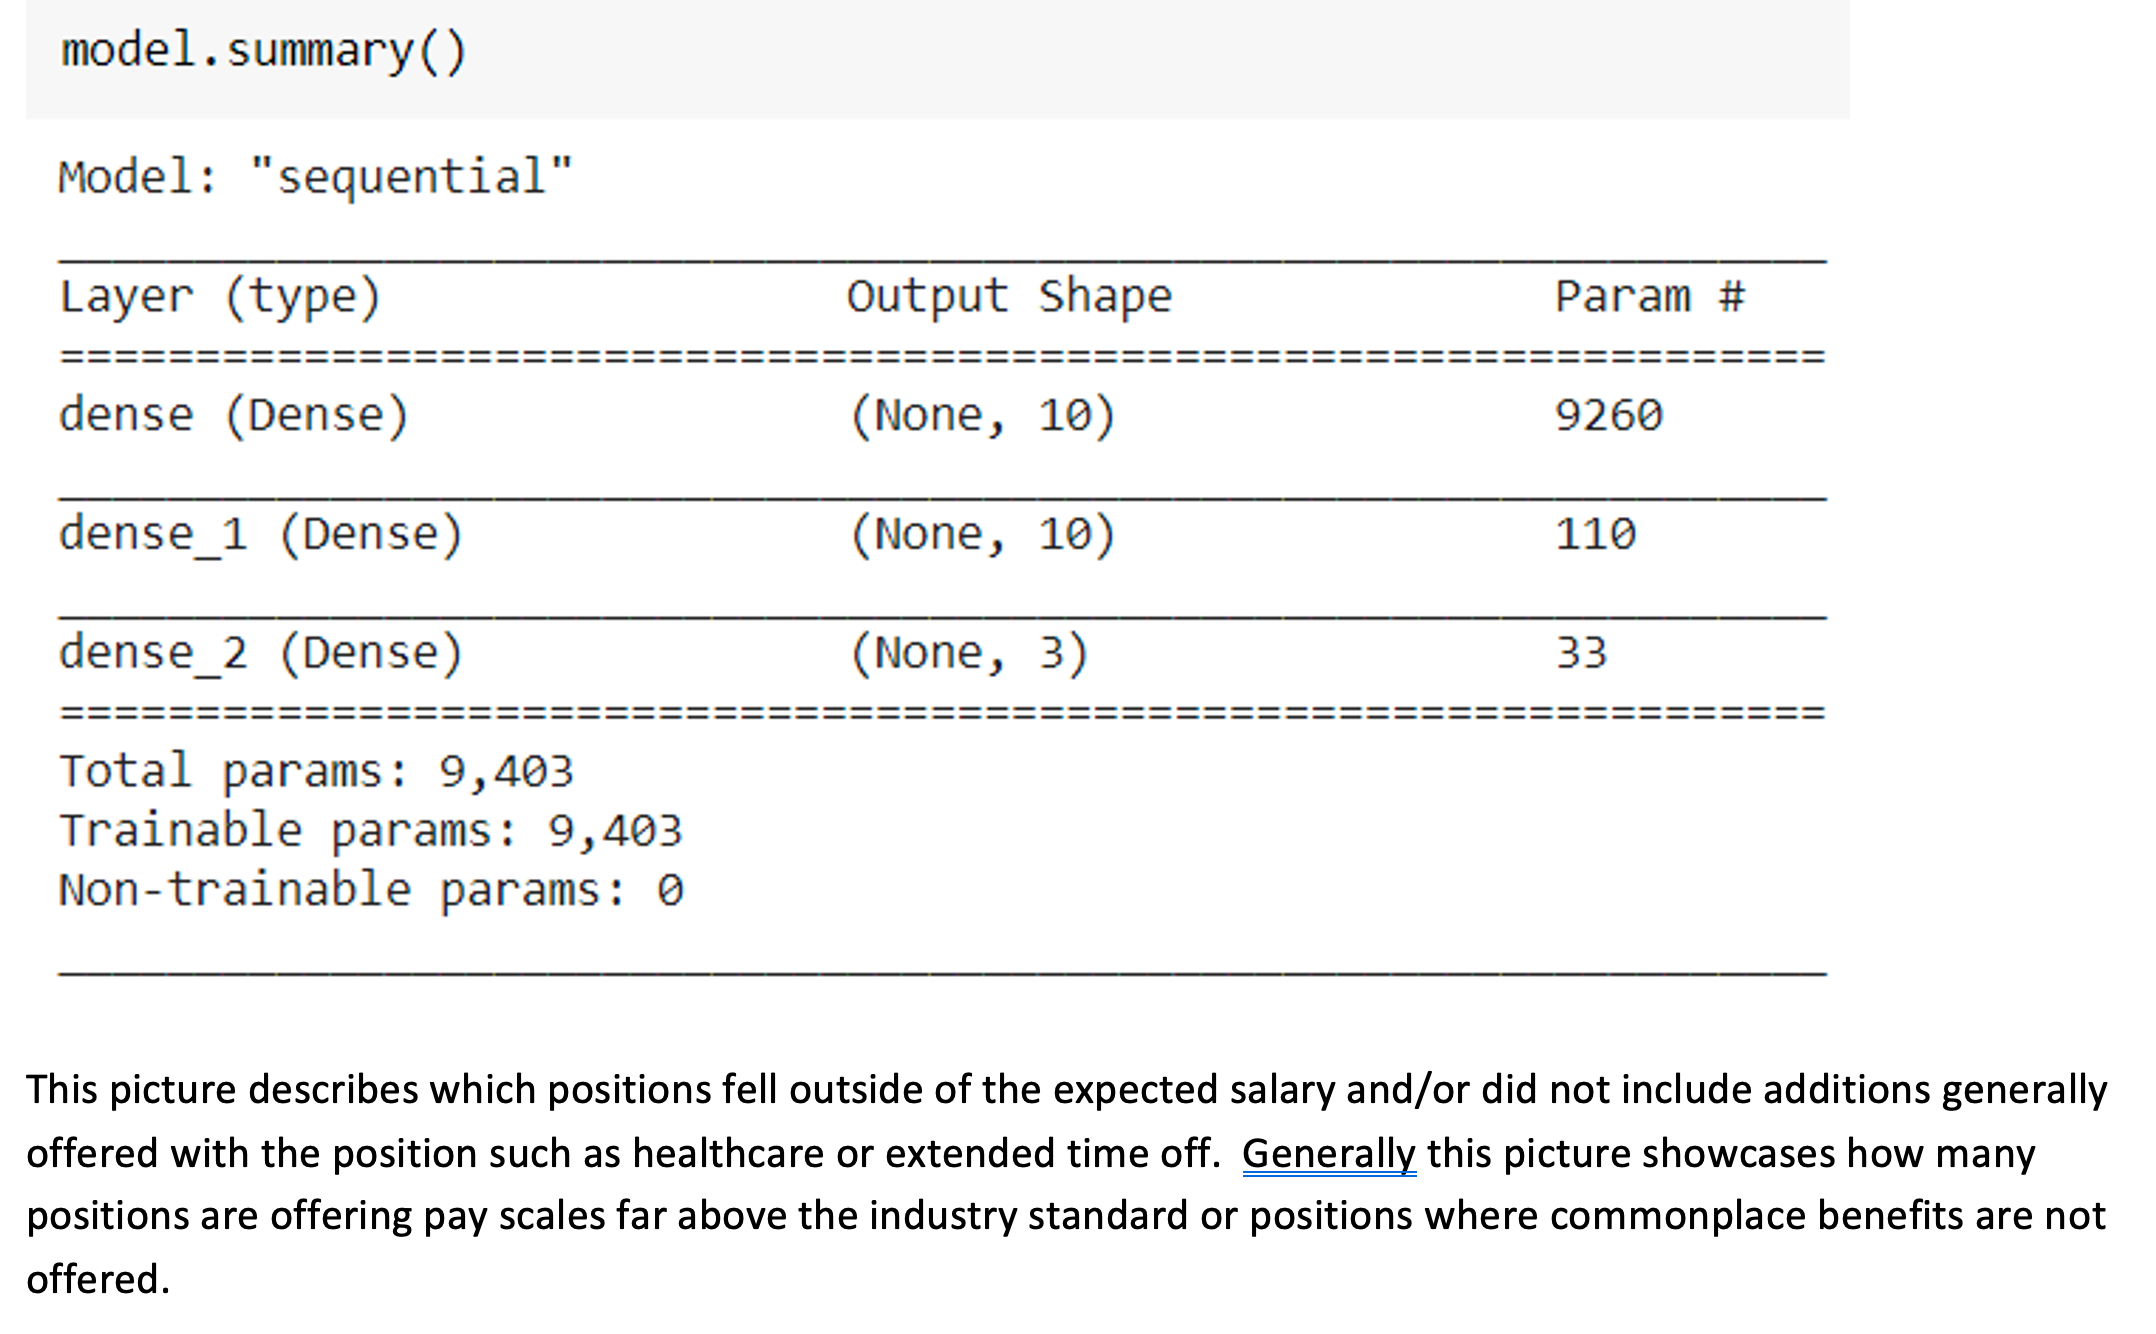 model.summary()
Model: "sequential"
Layer (type) Output Shape Param #
=================================================================
dense (Dense) (None, 10) 9260
dense_1 (Dense) (None, 10) 110
dense_2 (Dense) (None, 3) 33
=================================================================
Total params: 9,403
Trainable params: 9,403
Non-trainable params: 0
This picture describes which positions fell outside of the expected salary and/or did not include additions generally
offered with the position such as healthcare or extended time off.  Generally this picture showcases how many
positions are offering pay scales far above the industry standard or positions where commonplace benefits are not
offered.